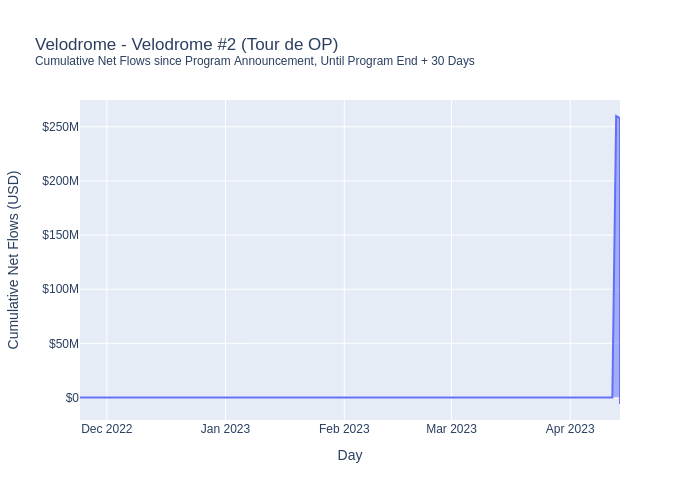 Velodrome - Velodrome #2 (Tour de OP)
Cumulative Net Flows since Program Announcement, Until Program End + 30 Days
Cumulative Net Flows (USD)
$250M
$200M
$150M
$100M
$50M
$0
Dec 2022
Jan 2023
Feb 2023
Mar 2023
Apr 2023
Day